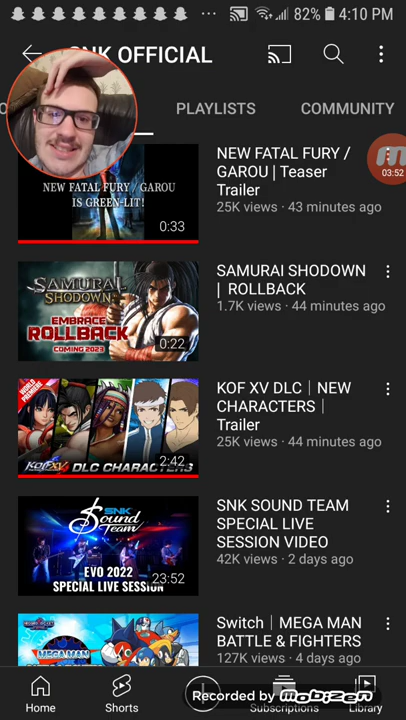 82% 4:10 PM
SNK OFFICIAL
PLAYLISTS COMMUNITY
03:52
NEW FATAL FURY / GAROU
IS GREEN-LIT!
0:33
NEW FATAL FURY /
GAROU | Teaser
Trailer
25K views · 43 minutes ago
SAMURAI
SHODOWN
EMBRACE
ROLLBACK
COMING 2023
0:22
SAMURAI SHODOWN
| ROLLBACK
1.7K views · 44 minutes ago
WORLD
PREMIERE
KOF XV DLC CHARACTERS
2:42
KOF XV DLC｜NEW
CHARACTERS｜
Trailer
25K views · 44 minutes ago
SNK
Sound
Team
EVO 2022
SPECIAL LIVE SESSION
23:52
SNK SOUND TEAM
SPECIAL LIVE
SESSION VIDEO
42K views · 2 days ago
MEGA MAN
Switch｜MEGA MAN
BATTLE & FIGHTERS
127K views · 4 days ago
Home
Shorts
Subscriptions
Library
Recorded by mobizen